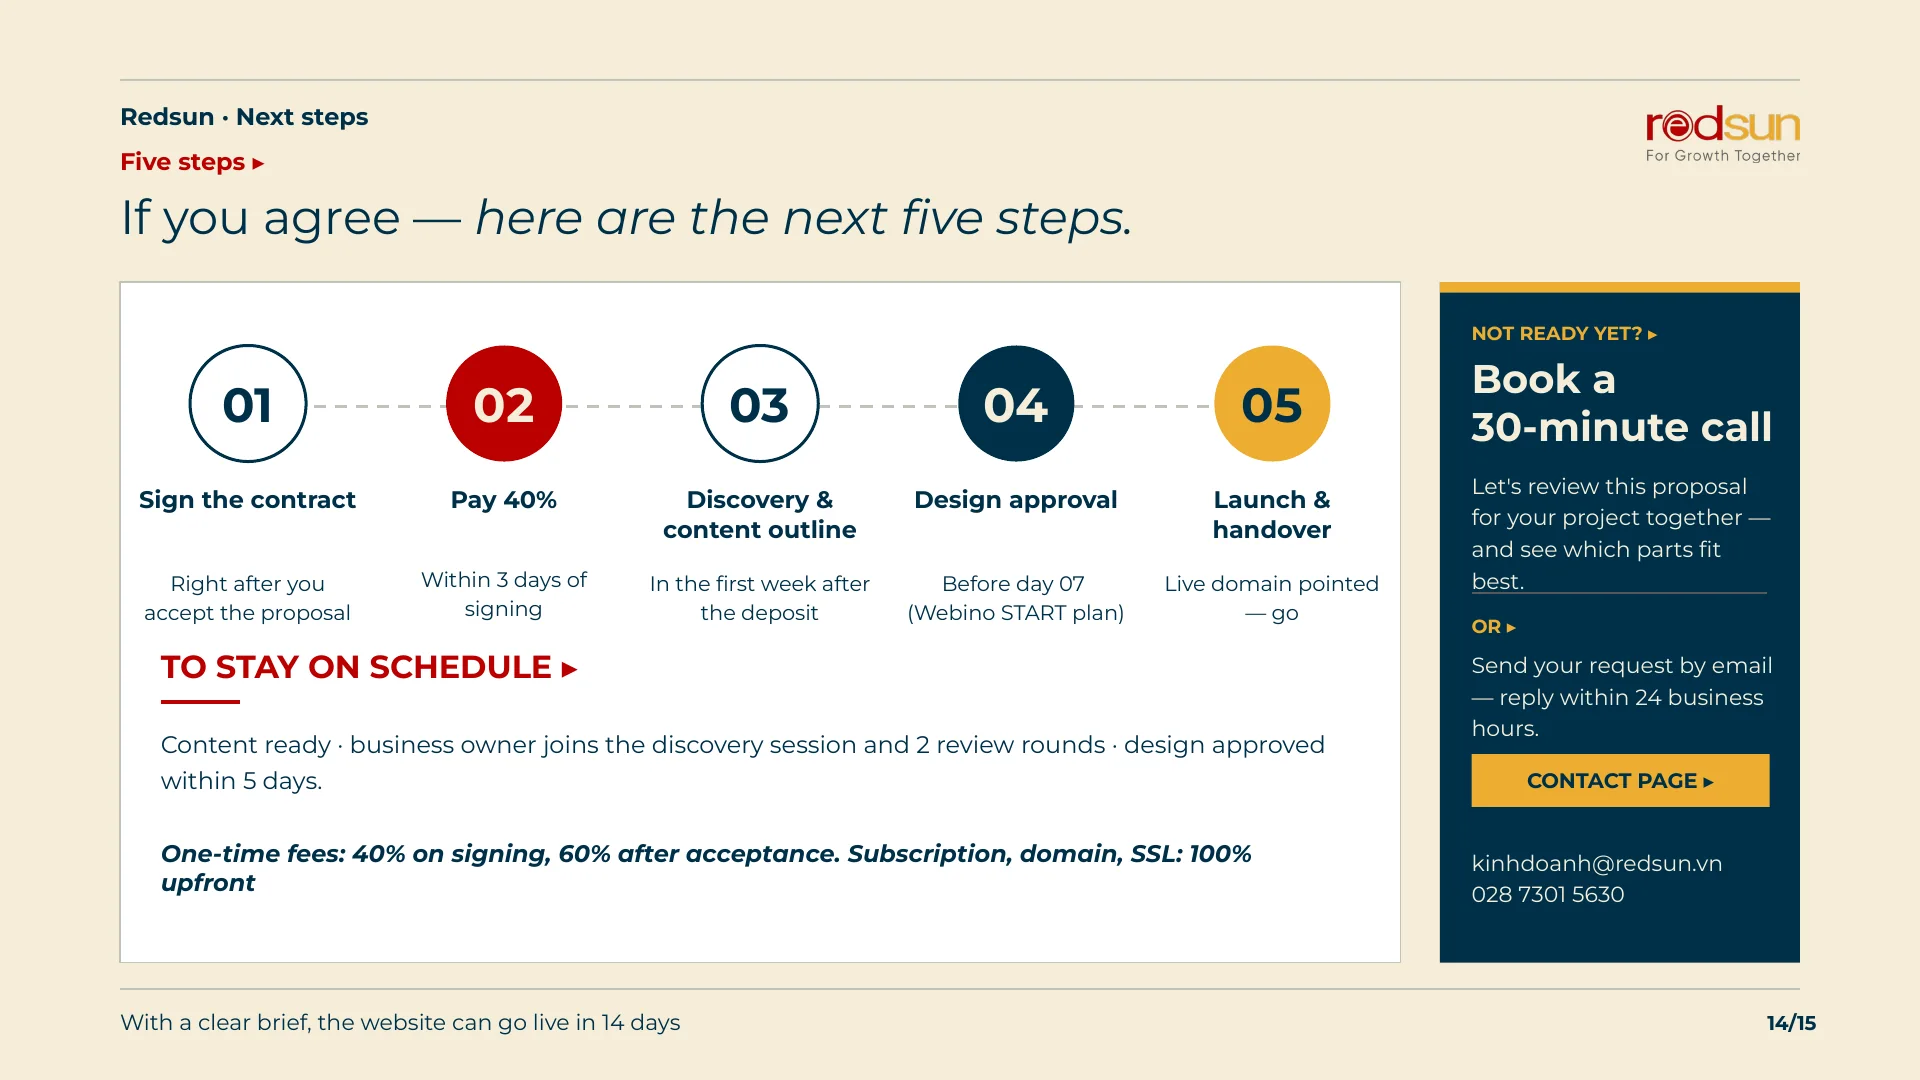 Redsun · Next steps
Five steps ▸
If you agree — here are the next five steps.
redsun
For Growth Together
01
02
03
04
05
Sign the contract
Pay 40%
Discovery &
content outline
Design approval
Launch &
handover
Right after you
accept the proposal
Within 3 days of
signing
In the first week after
the deposit
Before day 07
(Webino START plan)
Live domain pointed
— go
TO STAY ON SCHEDULE ▸
Content ready · business owner joins the discovery session and 2 review rounds · design approved
within 5 days.
One-time fees: 40% on signing, 60% after acceptance. Subscription, domain, SSL: 100%
upfront
NOT READY YET? ▸
Book a
30-minute call
Let's review this proposal
for your project together —
and see which parts fit
best.
OR ▸
Send your request by email
— reply within 24 business
hours.
CONTACT PAGE ▸
kinhdoanh@redsun.vn
028 7301 5630
With a clear brief, the website can go live in 14 days
14/15